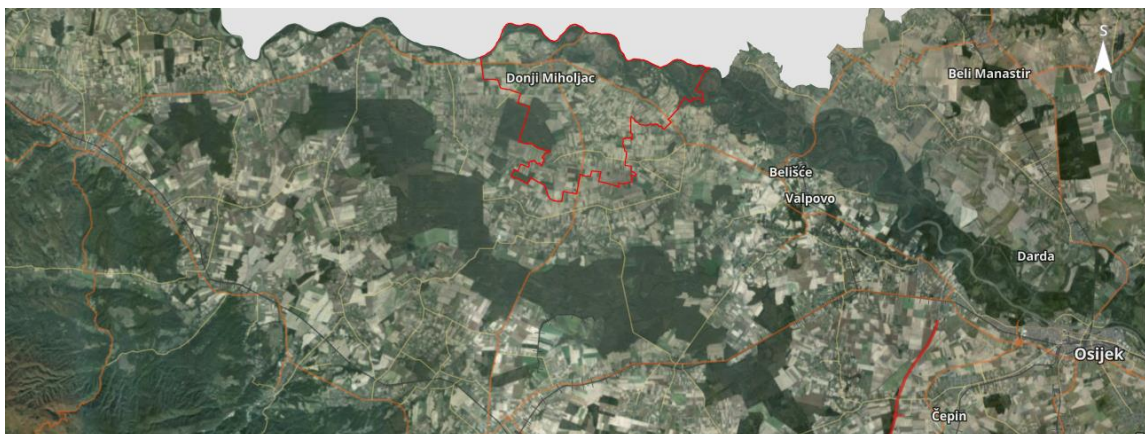 S
Donji Miholjac
Beli Manastir
Belišće
Valpovo
Darda
Osijek
Čepin